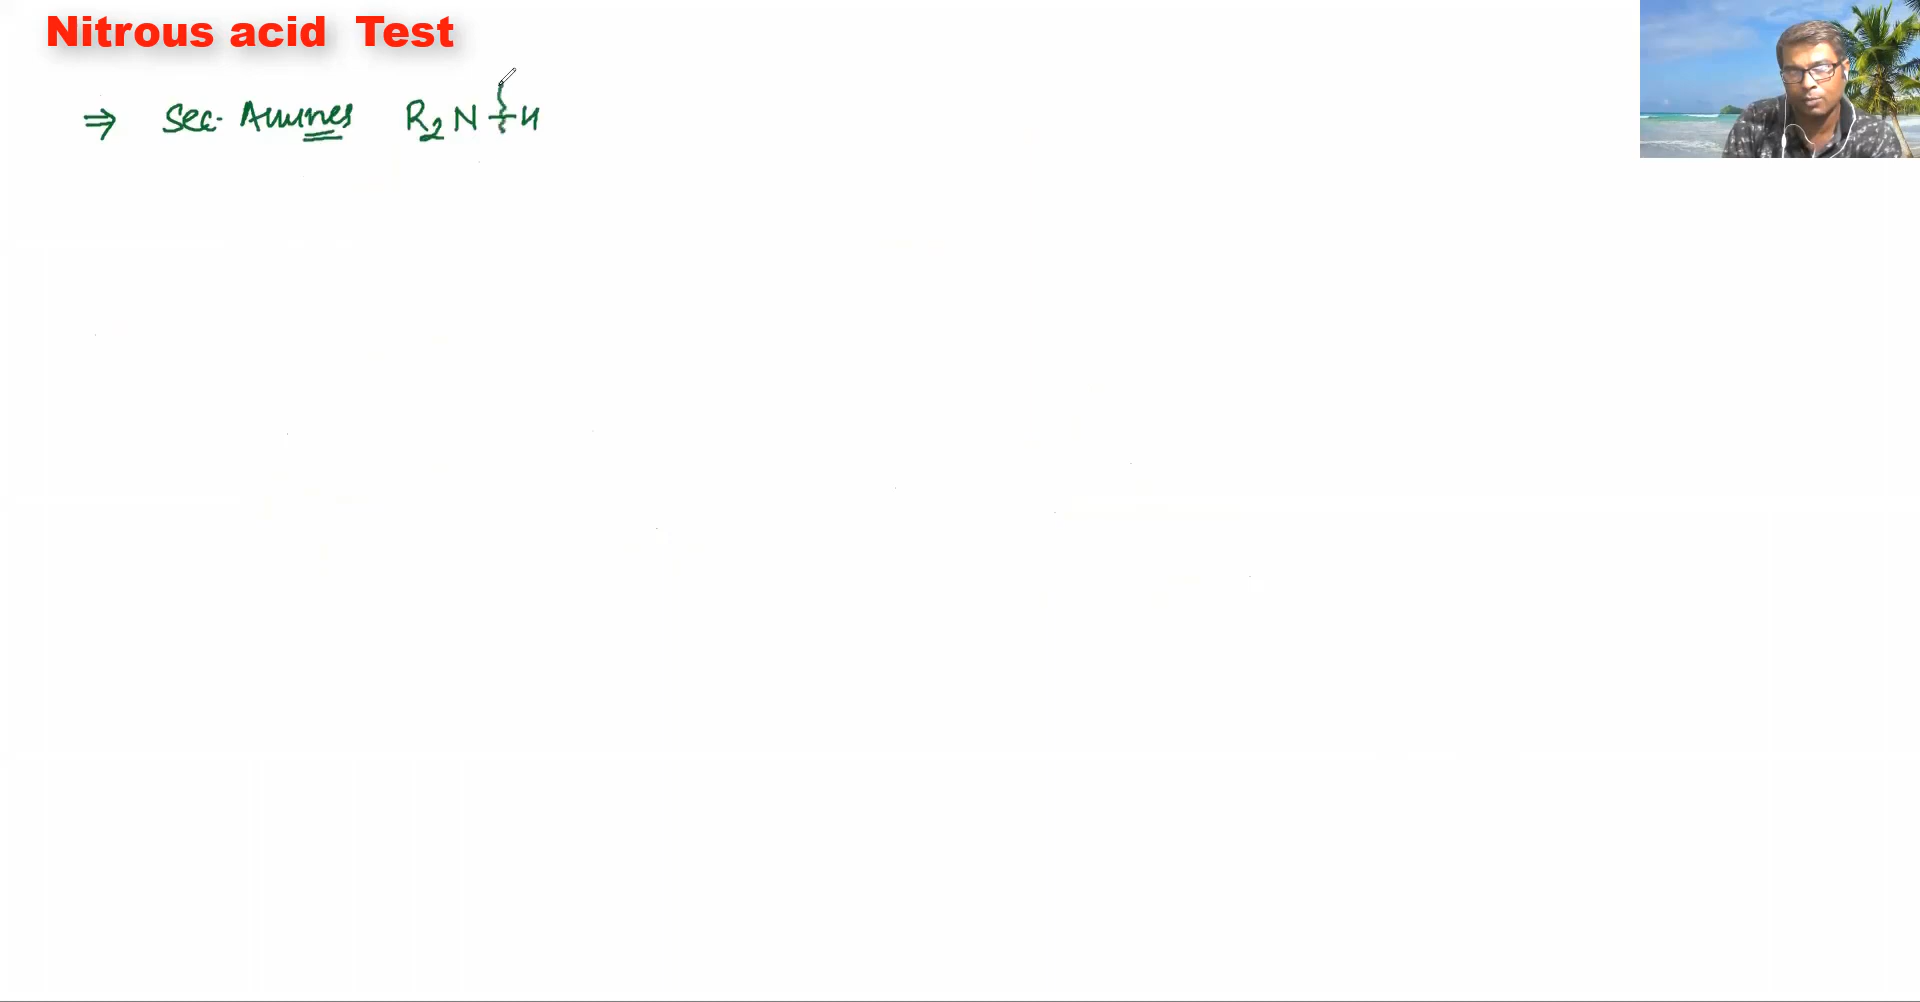 Nitrous acid Test
⇒ Sec. Amines R₂N-H